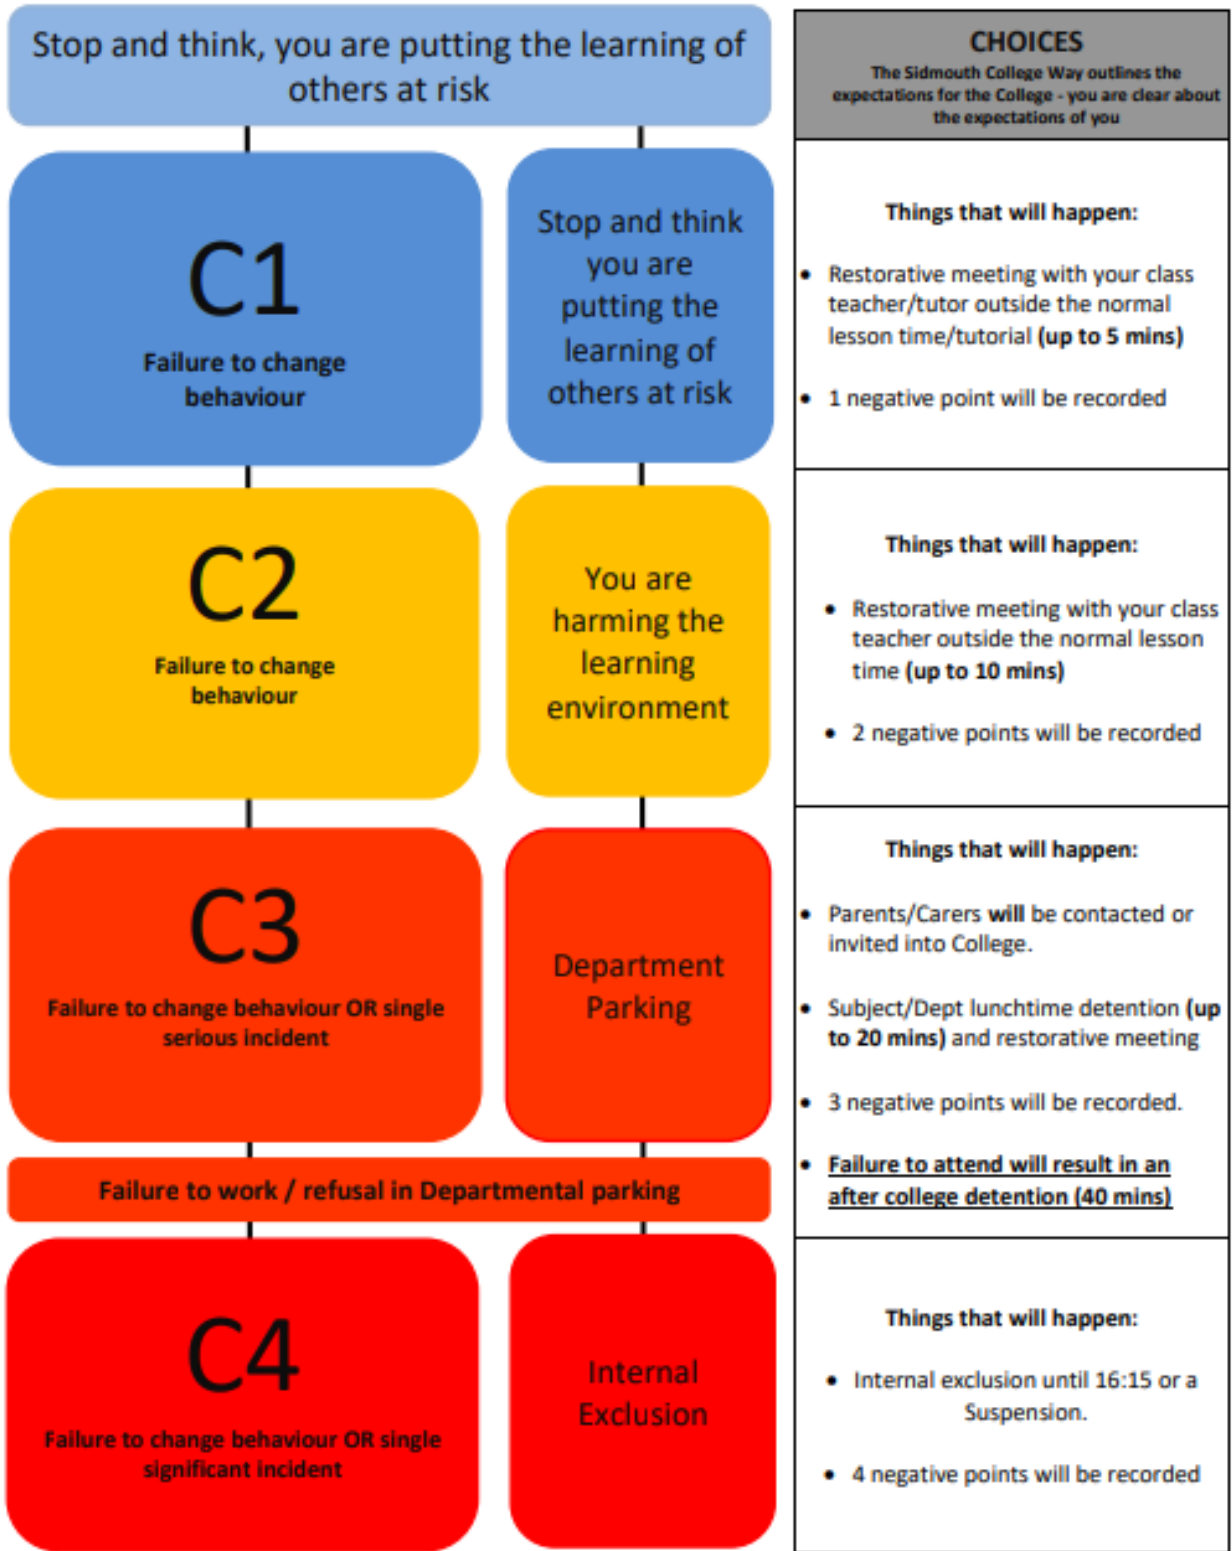 Stop and think, you are putting the learning of
others at risk
CHOICES
The Sidmouth College Way outlines the
expectations for the College - you are clear about
the expectations of you
C1
Failure to change
behaviour
Stop and think
you are
putting the
learning of
others at risk
Things that will happen:
• Restorative meeting with your class
teacher/tutor outside the normal
lesson time/tutorial (up to 5 mins)
• 1 negative point will be recorded
C2
Failure to change
behaviour
You are
harming the
learning
environment
Things that will happen:
• Restorative meeting with your class
teacher outside the normal lesson
time (up to 10 mins)
• 2 negative points will be recorded
C3
Failure to change behaviour OR single
serious incident
Department
Parking
Things that will happen:
• Parents/Carers will be contacted or
invited into College.
• Subject/Dept lunchtime detention (up
to 20 mins) and restorative meeting
• 3 negative points will be recorded.
• Failure to attend will result in an
after college detention (40 mins)
Failure to work / refusal in Departmental parking
C4
Failure to change behaviour OR single
significant incident
Internal
Exclusion
Things that will happen:
• Internal exclusion until 16:15 or a
Suspension.
• 4 negative points will be recorded